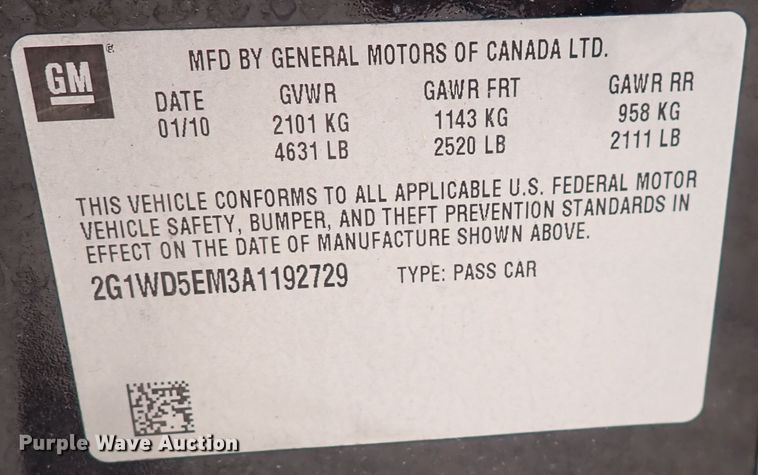 GM ®
MFD BY GENERAL MOTORS OF CANADA LTD.
DATE GVWR GAWR FRT GAWR RR
01/10 2101 KG 1143 KG 958 KG
4631 LB 2520 LB 2111 LB
THIS VEHICLE CONFORMS TO ALL APPLICABLE U.S. FEDERAL MOTOR
VEHICLE SAFETY, BUMPER, AND THEFT PREVENTION STANDARDS IN
EFFECT ON THE DATE OF MANUFACTURE SHOWN ABOVE.
2G1WD5EM3A1192729 TYPE: PASS CAR
Purple Wave Auction